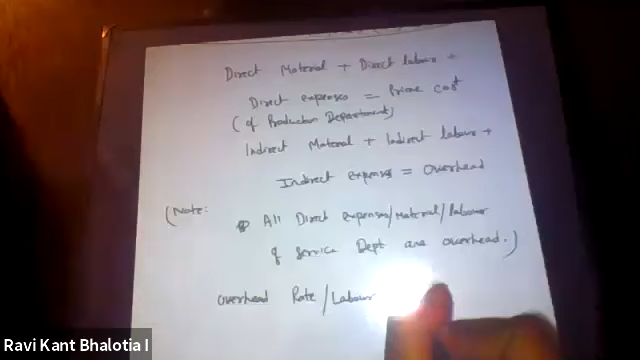 Direct Material + Direct labour +
Direct expenses = Prime cost
(of Production Department)
Indirect Material + Indirect labour +
Indirect expenses = Overhead
(Note:
All Direct expenses/Material/labour
of service Dept are overhead.)
overhead Rate/Labour
Ravi Kant Bhalotia I